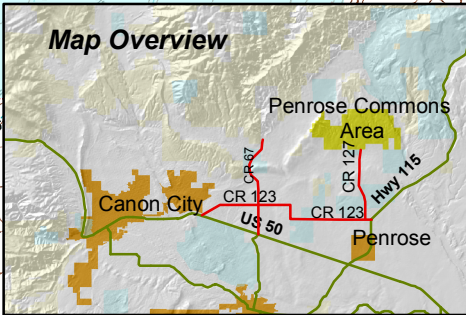 Map Overview
Penrose Commons
Area
CR 67
CR 127
Hwy 115
Canon City
CR 123
US 50
CR 123
Penrose